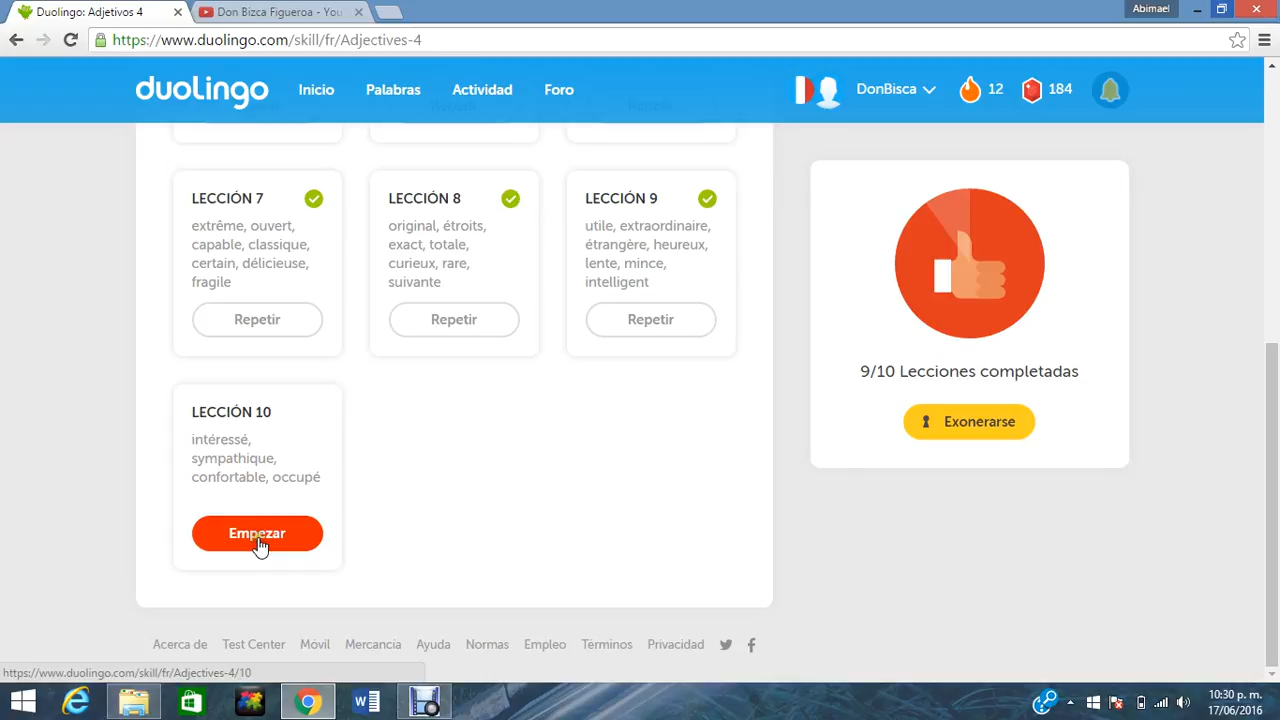 Duolingo: Adjetivos 4
Don Bizca Figueroa - You
Abimael
https://www.duolingo.com/skill/fr/Adjectives-4
duolingo
Inicio
Palabras
Actividad
Foro
DonBisca
12
184
LECCIÓN 7
extrême, ouvert,
capable, classique,
certain, délicieuse,
fragile
Repetir
LECCIÓN 8
original, étroits,
exact, totale,
curieux, rare,
suivante
Repetir
LECCIÓN 9
utile, extraordinaire,
étrangère, heureux,
lente, mince,
intelligent
Repetir
9/10 Lecciones completadas
Exonerarse
LECCIÓN 10
intéressé,
sympathique,
confortable, occupé
Empezar
Acerca de
Test Center
Móvil
Mercancía
Ayuda
Normas
Empleo
Términos
Privacidad
https://www.duolingo.com/skill/fr/Adjectives-4/10
10:30 p. m.
17/06/2016